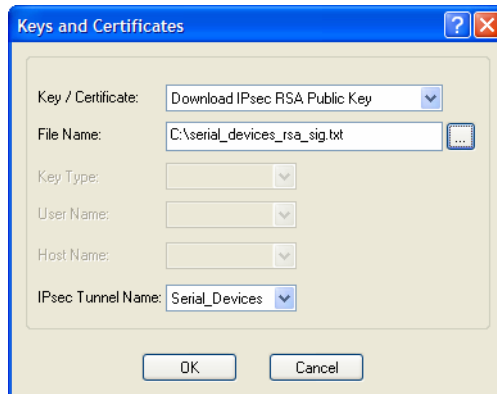 Keys and Certificates
Key / Certificate: Download IPsec RSA Public Key
File Name: C:\serial_devices_rsa_sig.txt ...
Key Type:
User Name:
Host Name:
IPsec Tunnel Name: Serial_Devices
OK Cancel